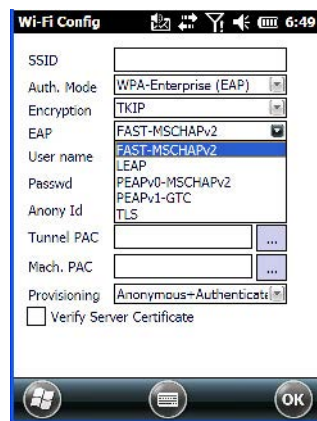 Wi-Fi Config 6:49
SSID
Auth. Mode WPA-Enterprise (EAP)
Encryption TKIP
EAP FAST-MSCHAPv2
FAST-MSCHAPv2
User name LEAP
Passwd PEAPv0-MSCHAPv2
PEAPv1-GTC
Anony Id TLS
Tunnel PAC ...
Mach. PAC ...
Provisioning Anonymous+Authenticate
Verify Server Certificate
OK